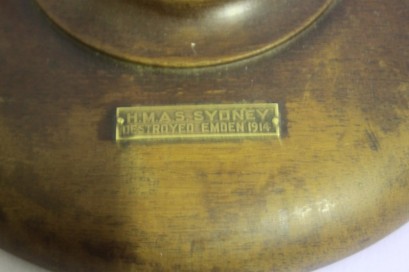 H.M.A.S. SYDNEY
DESTROYED EMDEN 1914